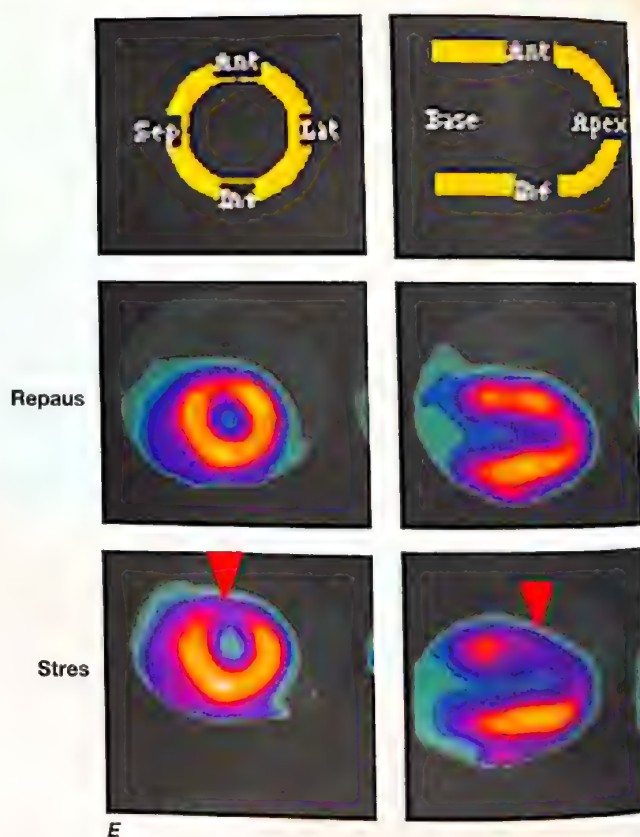 Ant
Ant
Sep
Lat
Base
Apex
Inf
Inf
Repaus
Stres
E